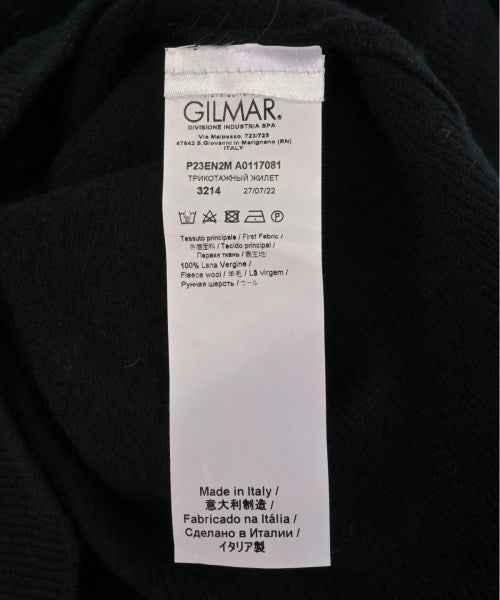 GILMAR®
DIVISIONE INDUSTRIA SPA
Via Malpasso, 723/725
47842 S.Giovanni in Marignano (RN)
ITALY
P23EN2M A0117081
ТРИКОТАЖНЫЙ ЖИЛЕТ
3214 27/07/22
Tessuto principale / First Fabric /
外層面料 / Tecido principal /
Первая ткань / 表生地:
100% Lana Vergine /
Fleece wool / 羊毛 / Lã virgem /
Рунная шерсть / ウール
Made in Italy /
意大利制造 /
Fabricado na Itália /
Сделано в Италии /
イタリア製